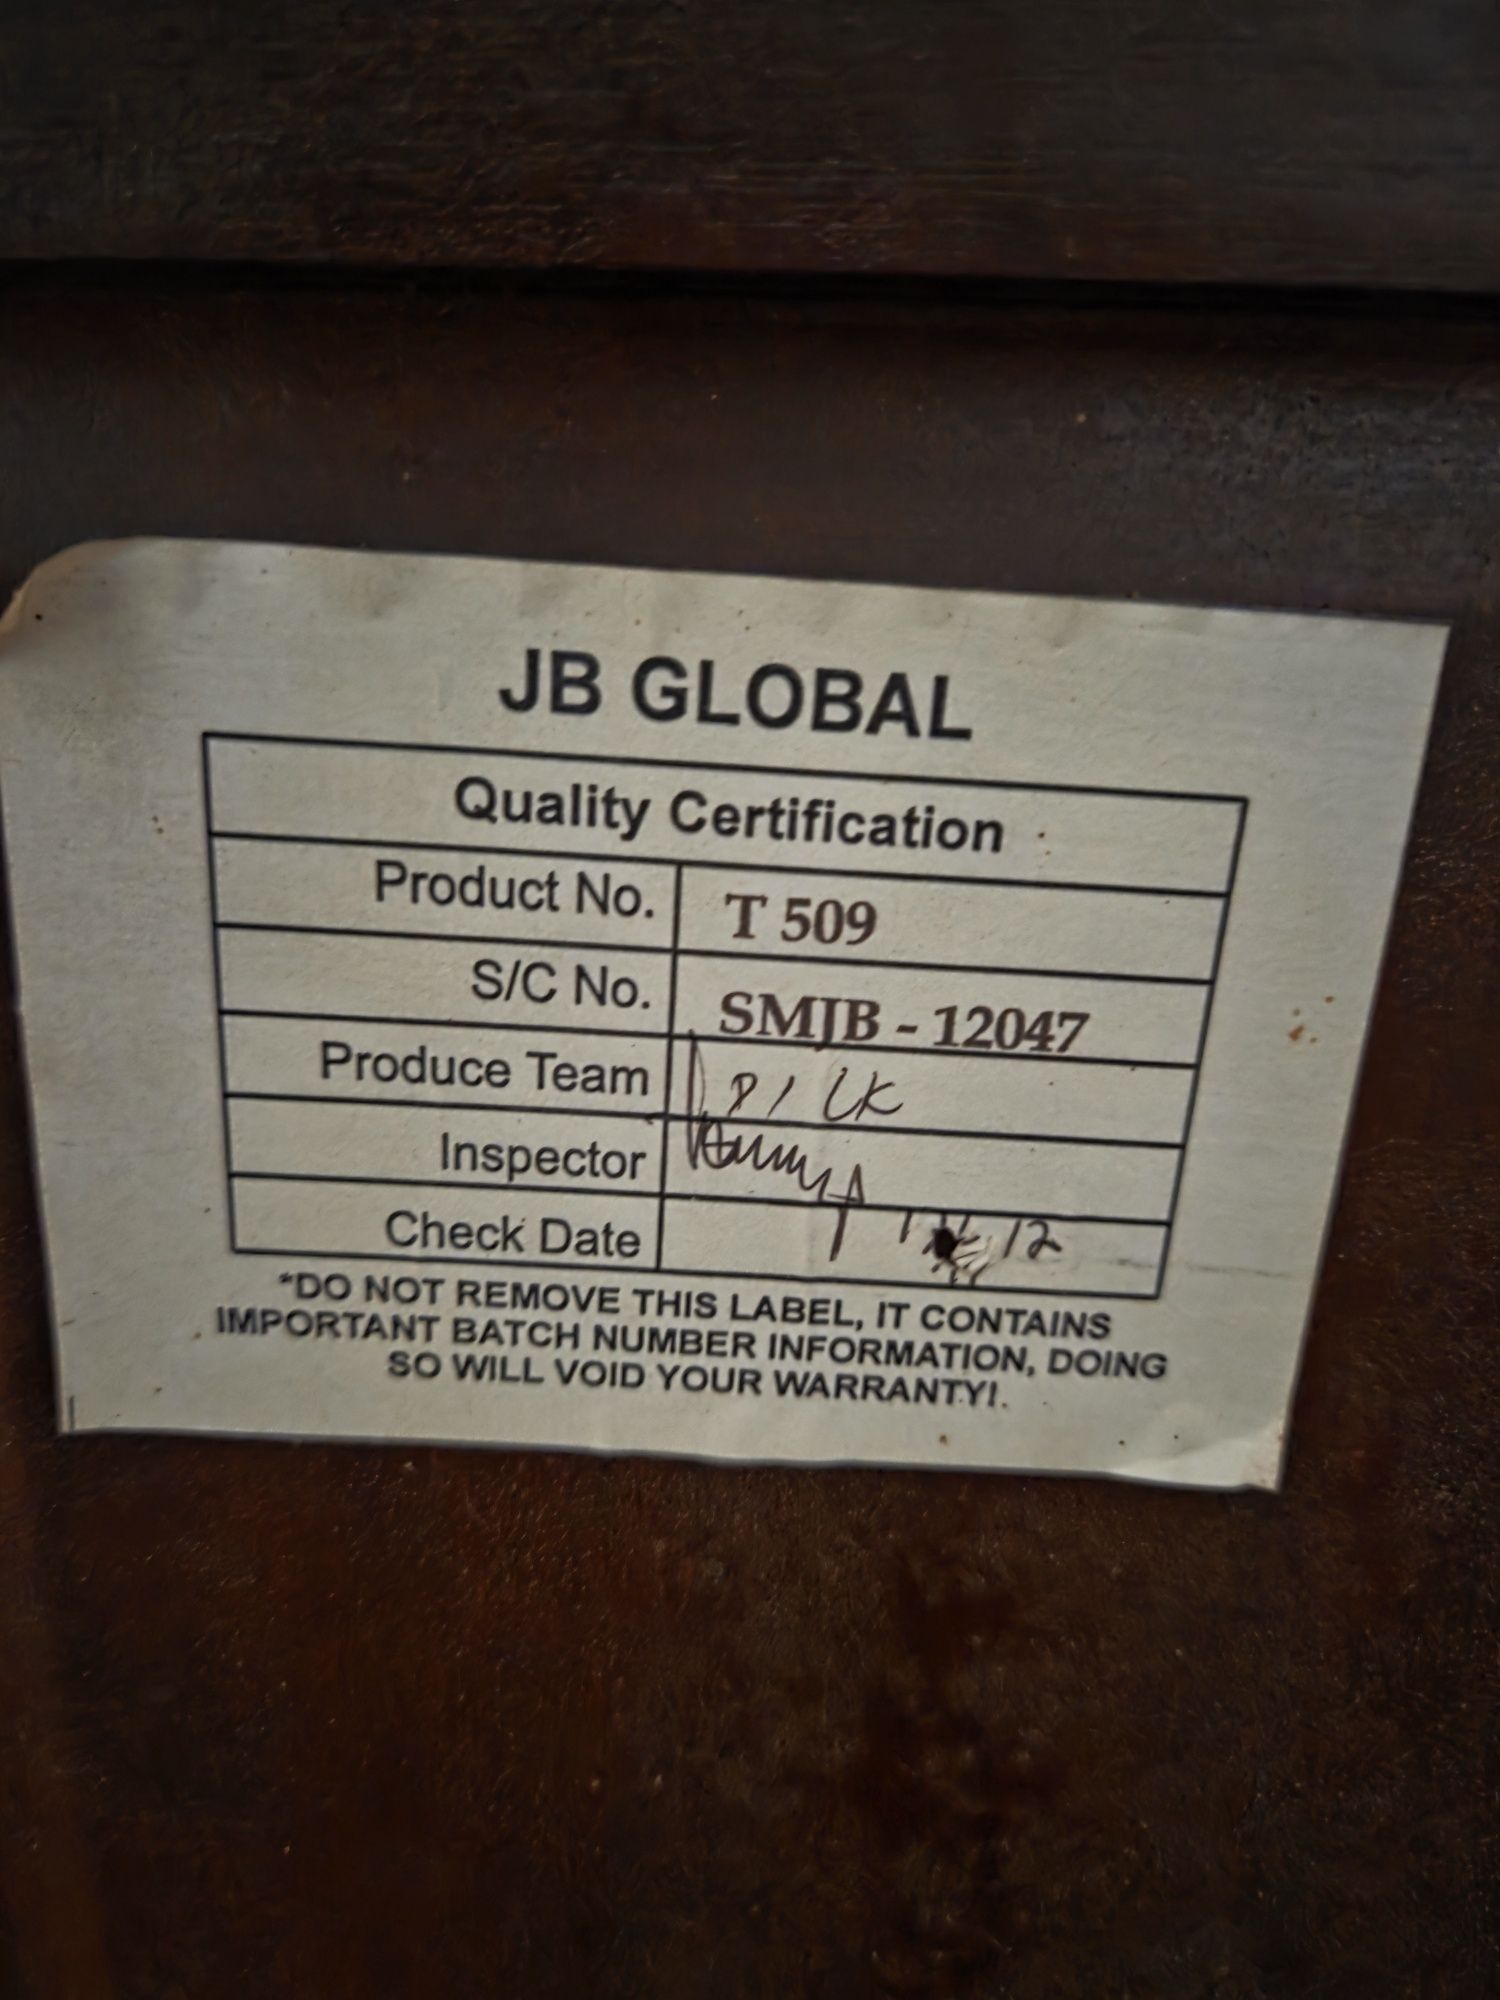 JB GLOBAL
Quality Certification
Product No. T 509
S/C No. SMJB - 12047
Produce Team
Inspector
Check Date 12
*DO NOT REMOVE THIS LABEL, IT CONTAINS
IMPORTANT BATCH NUMBER INFORMATION, DOING
SO WILL VOID YOUR WARRANTY!.